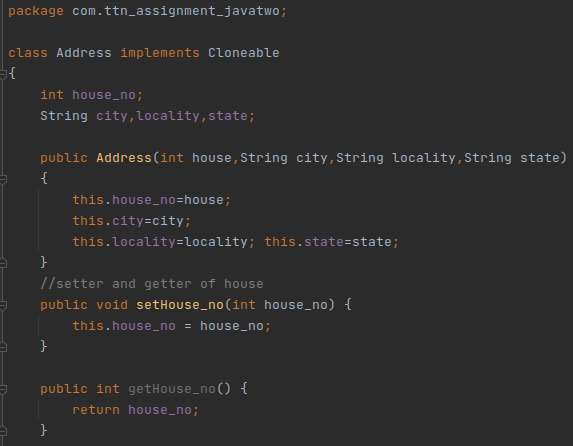 package com.ttn_assignment_javatwo;
class Address implements Cloneable
{
int house_no;
String city,locality,state;
public Address(int house,String city,String locality,String state)
{
this.house_no=house;
this.city=city;
this.locality=locality; this.state=state;
}
//setter and getter of house
public void setHouse_no(int house_no) {
this.house_no = house_no;
}
public int getHouse_no() {
return house_no;
}